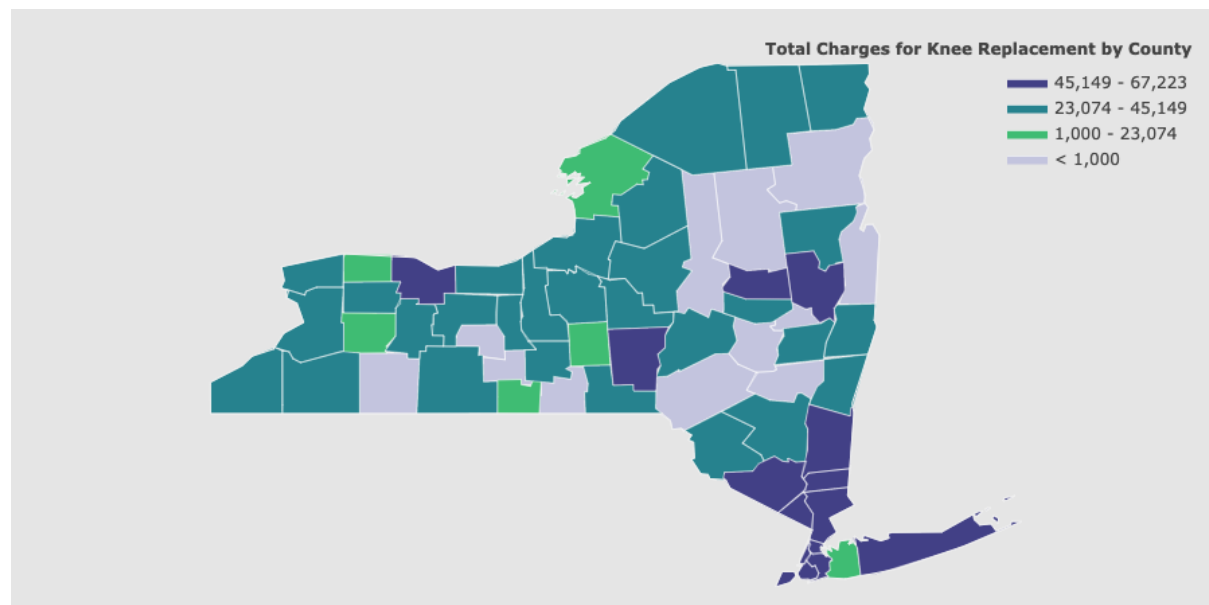 Total Charges for Knee Replacement by County
45,149 - 67,223
23,074 - 45,149
1,000 - 23,074
< 1,000